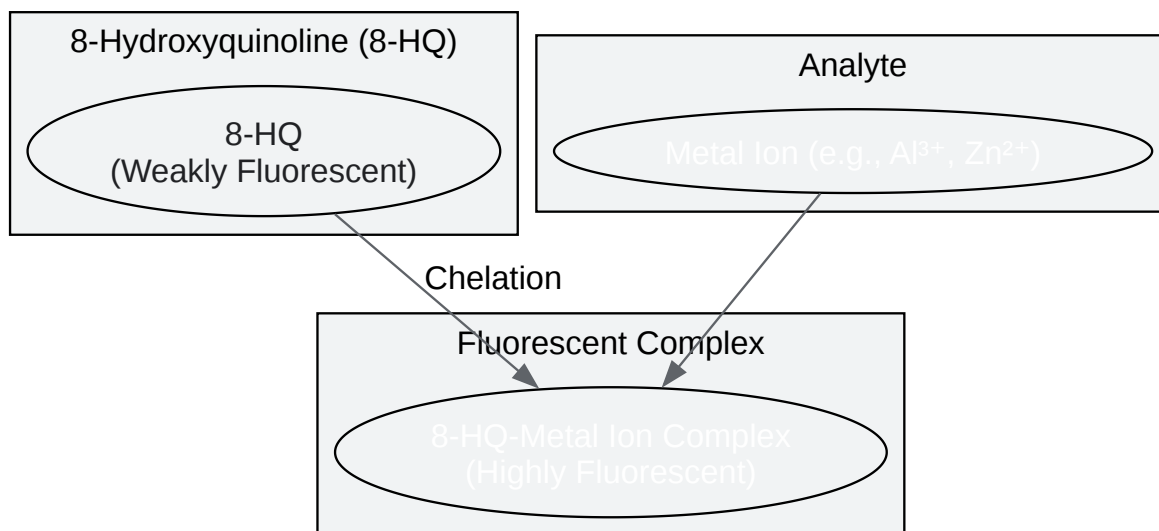 8-Hydroxyquinoline (8-HQ)
8-HQ
(Weakly Fluorescent)
Analyte
Metal Ion (e.g., Al³⁺, Zn²⁺)
Chelation
Fluorescent Complex
8-HQ-Metal Ion Complex
(Highly Fluorescent)